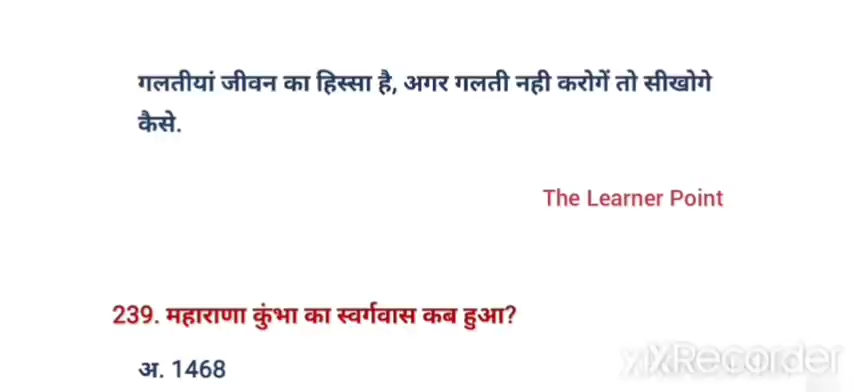 गलतीयां जीवन का हिस्सा है, अगर गलती नही करोगें तो सीखोगे
कैसे.
The Learner Point
239. महाराणा कुंभा का स्वर्गवास कब हुआ?
अ. 1468
XRecorder